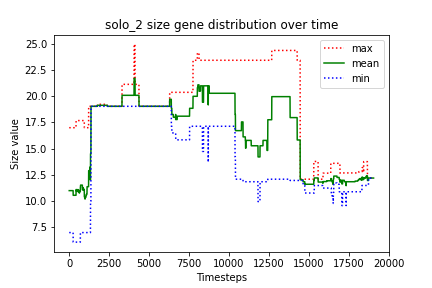 solo_2 size gene distribution over time
25.0
22.5
20.0
17.5
15.0
12.5
10.0
7.5
Size value
max
mean
min
0 2500 5000 7500 10000 12500 15000 17500 20000
Timesteps